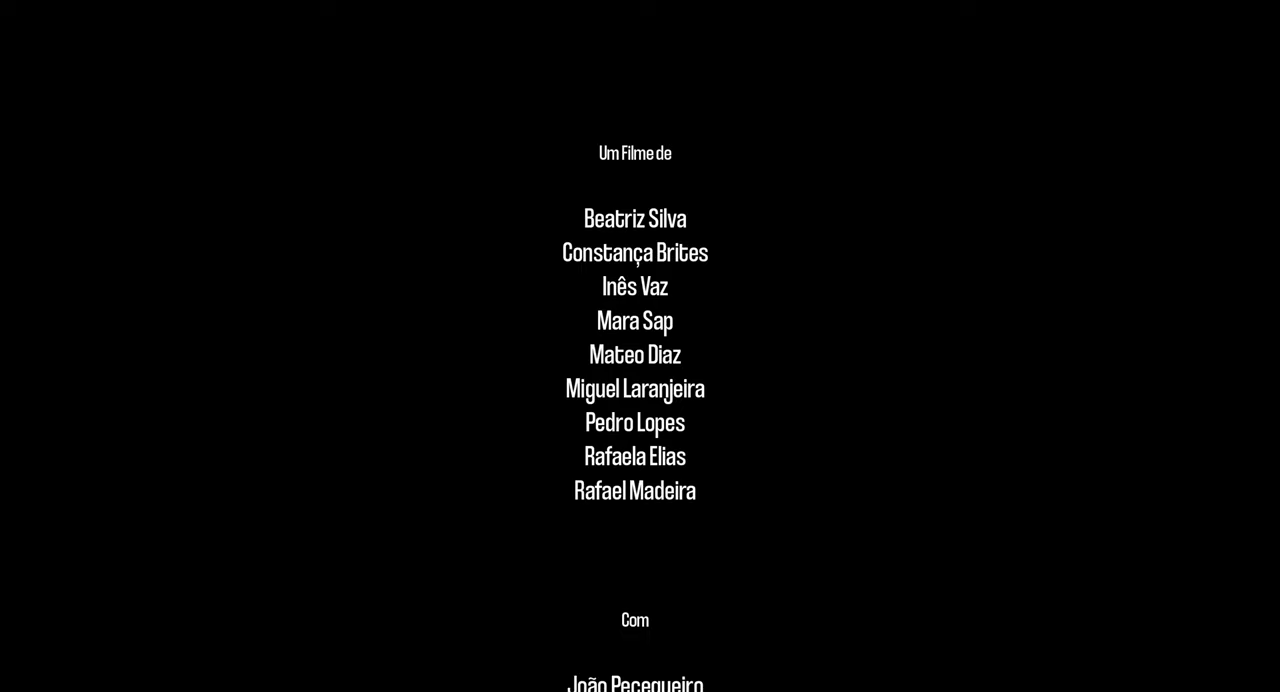 Um Filme de
Beatriz Silva
Constança Brites
Inês Vaz
Mara Sap
Mateo Diaz
Miguel Laranjeira
Pedro Lopes
Rafaela Elias
Rafael Madeira
Com
João Pecegueiro